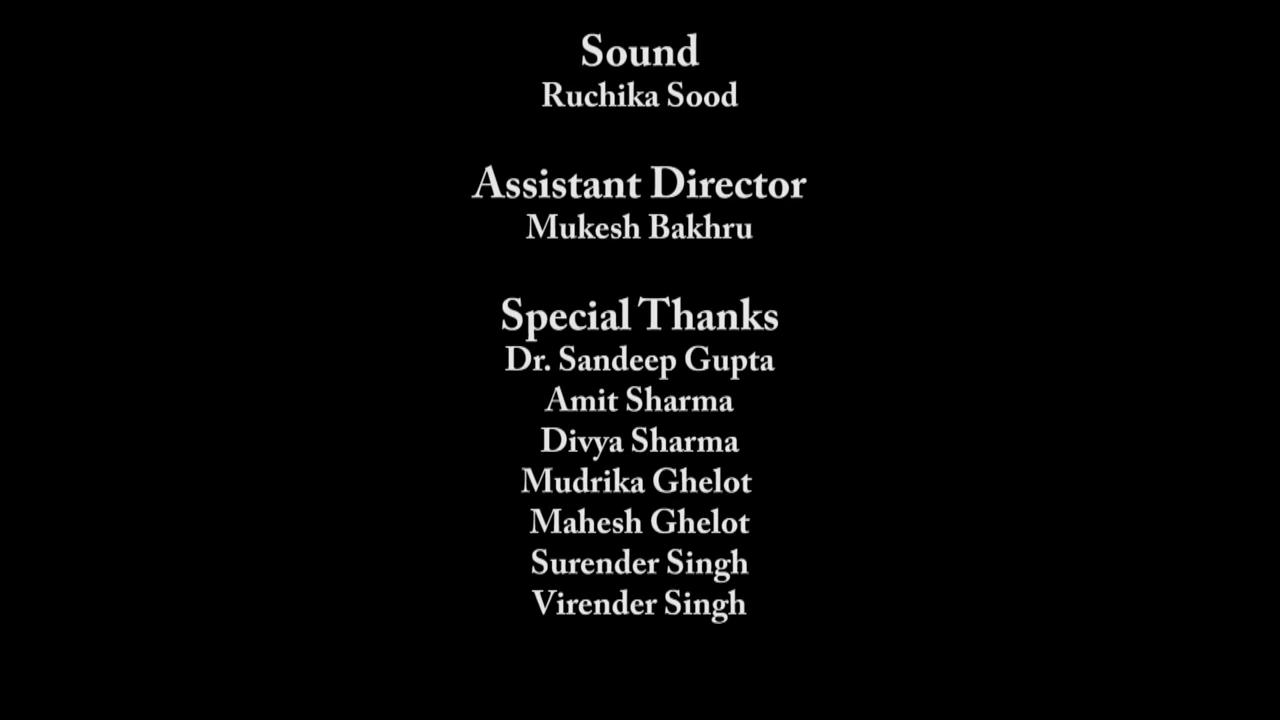 Sound
Ruchika Sood
Assistant Director
Mukesh Bakhru
Special Thanks
Dr. Sandeep Gupta
Amit Sharma
Divya Sharma
Mudrika Ghelot
Mahesh Ghelot
Surender Singh
Virender Singh